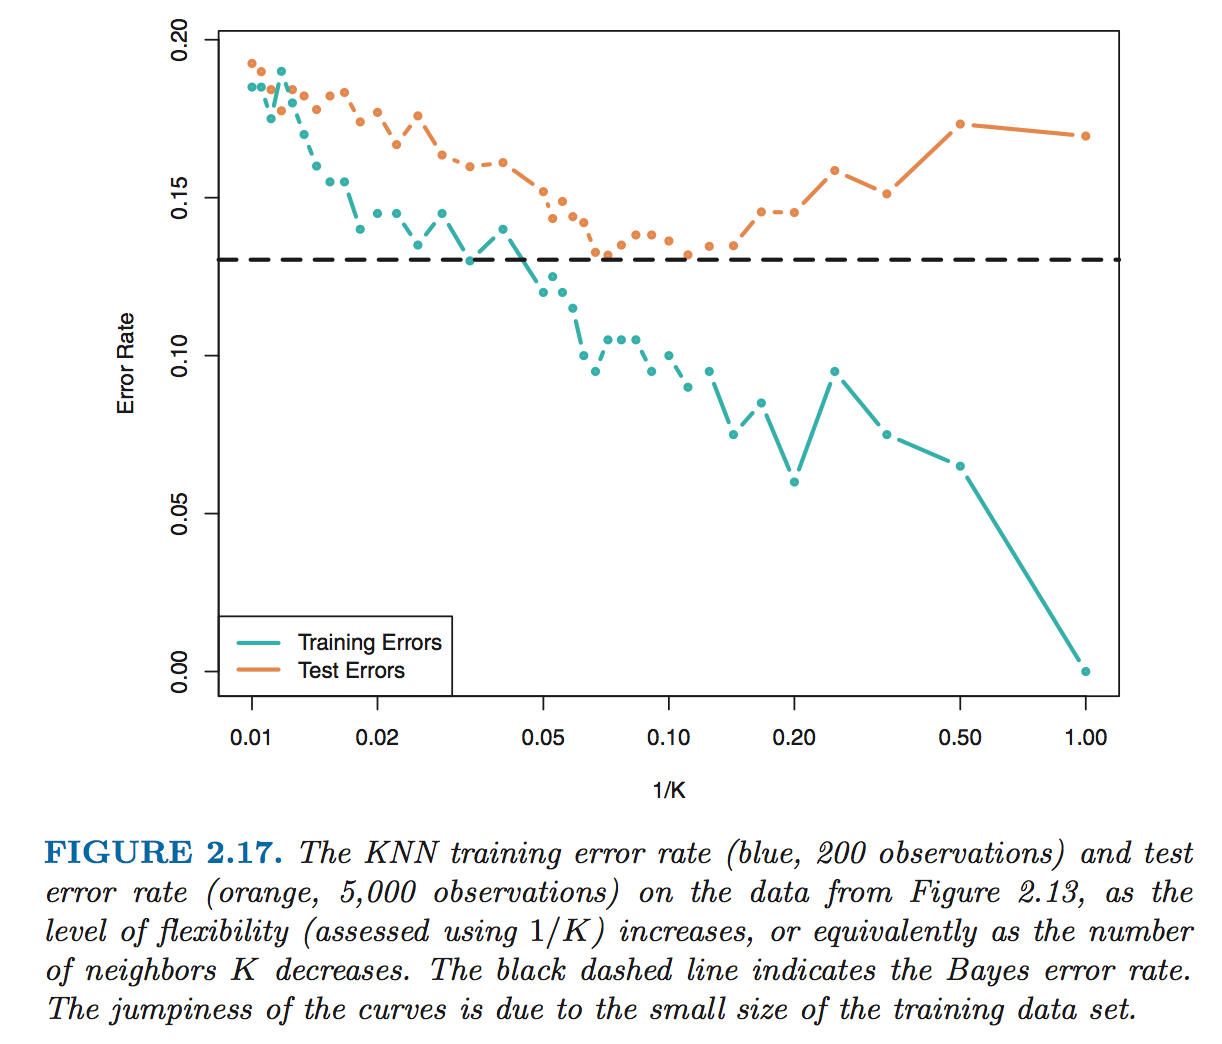 0.20
0.15
0.10
0.05
0.00
Error Rate
Training Errors
Test Errors
0.01 0.02 0.05 0.10 0.20 0.50 1.00
1/K
FIGURE 2.17. The KNN training error rate (blue, 200 observations) and test
error rate (orange, 5,000 observations) on the data from Figure 2.13, as the
level of flexibility (assessed using 1/K) increases, or equivalently as the number
of neighbors K decreases. The black dashed line indicates the Bayes error rate.
The jumpiness of the curves is due to the small size of the training data set.